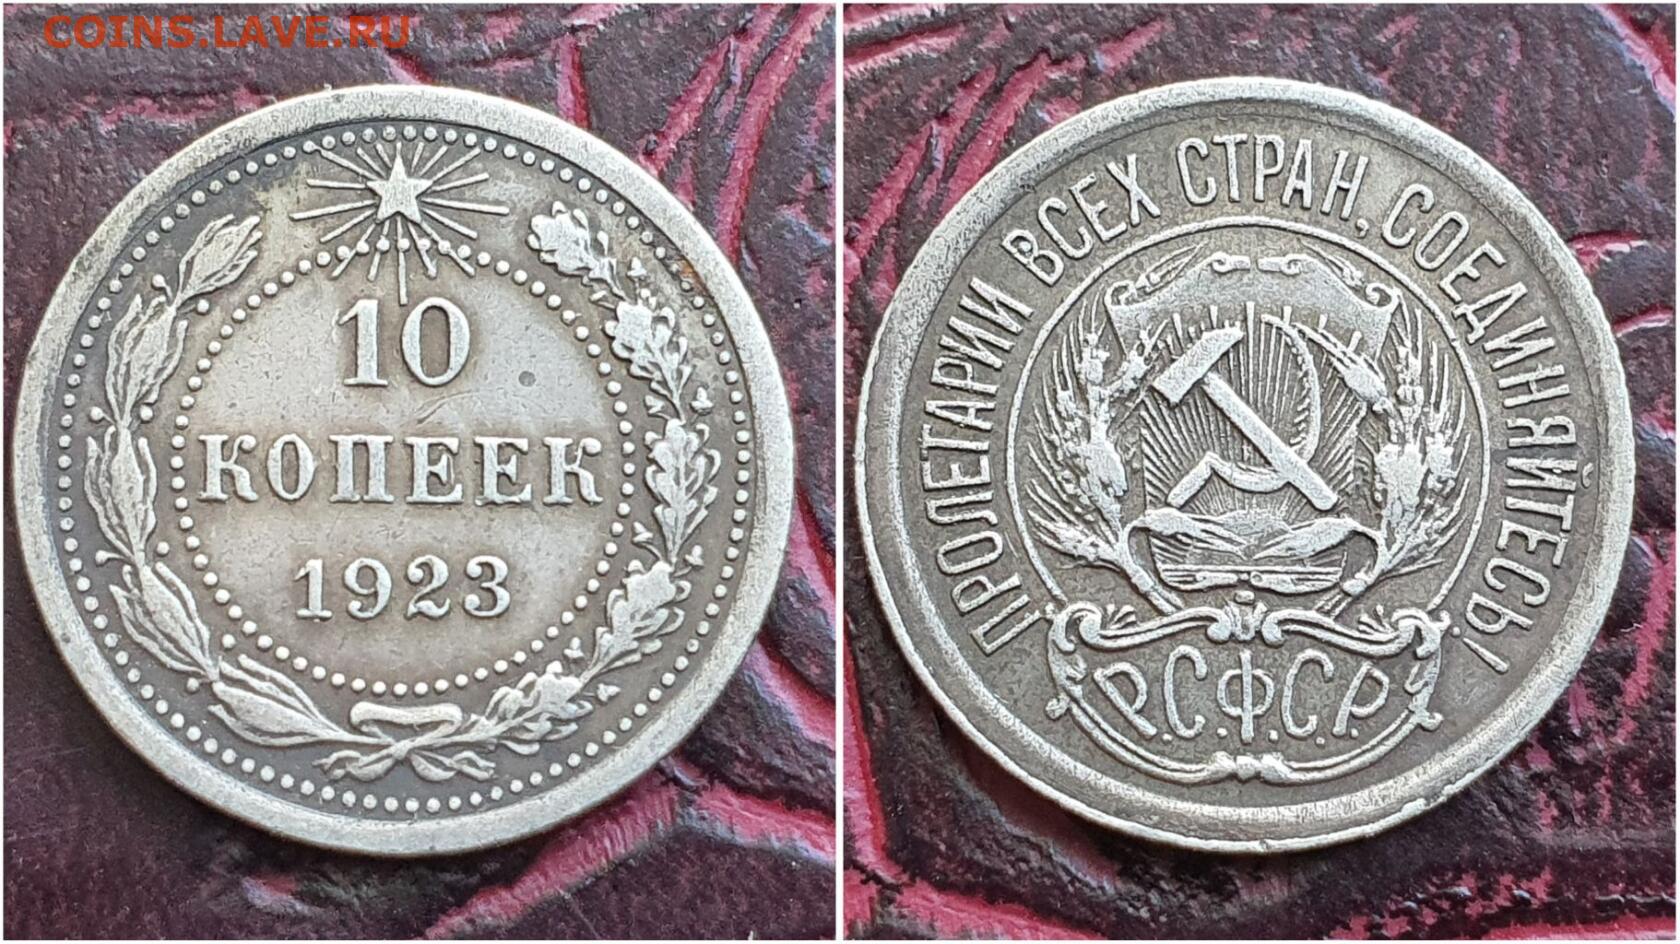 COINS.LAVE.RU
10
КОПЕЕК
1923
ПРОЛЕТАРИИ ВСЕХ СТРАН, СОЕДИНЯЙТЕСЬ!
Р.С.Ф.С.Р.